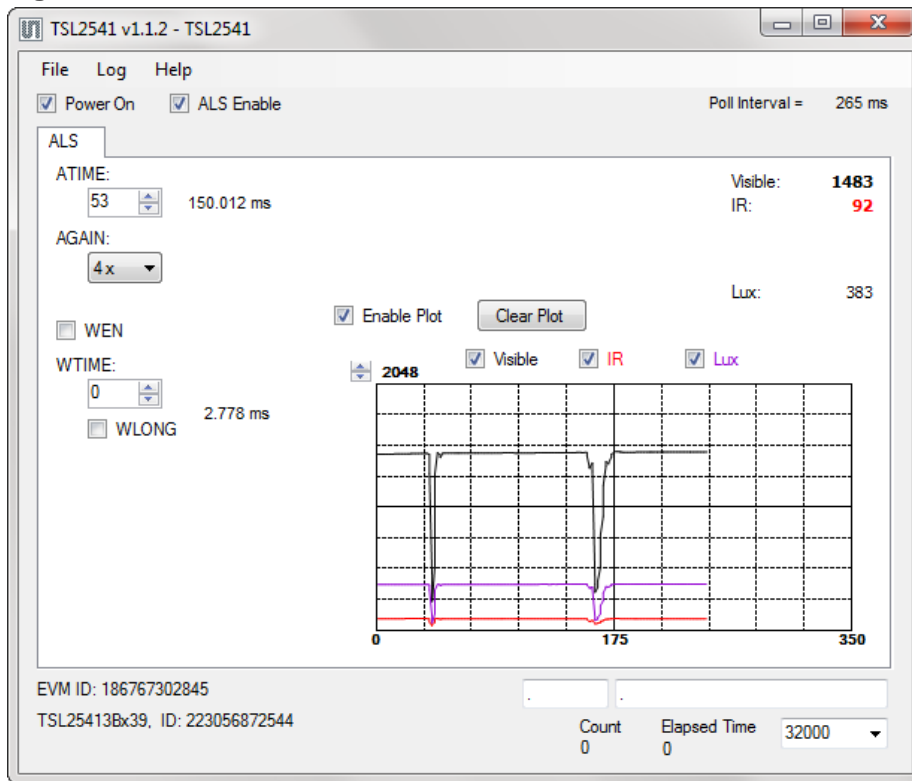 TSL2541 v1.1.2 - TSL2541
File Log Help
Power On ALS Enable Poll Interval = 265 ms
ALS
ATIME:
53 150.012 ms
Visible: 1483
IR: 92
AGAIN:
4x
Lux: 383
Enable Plot Clear Plot
WEN
WTIME:
0
2.778 ms
WLONG
Visible IR Lux
2048
0 175 350
EVM ID: 186767302845
. .
TSL25413Bx39, ID: 223056872544
Count Elapsed Time 32000
0 0